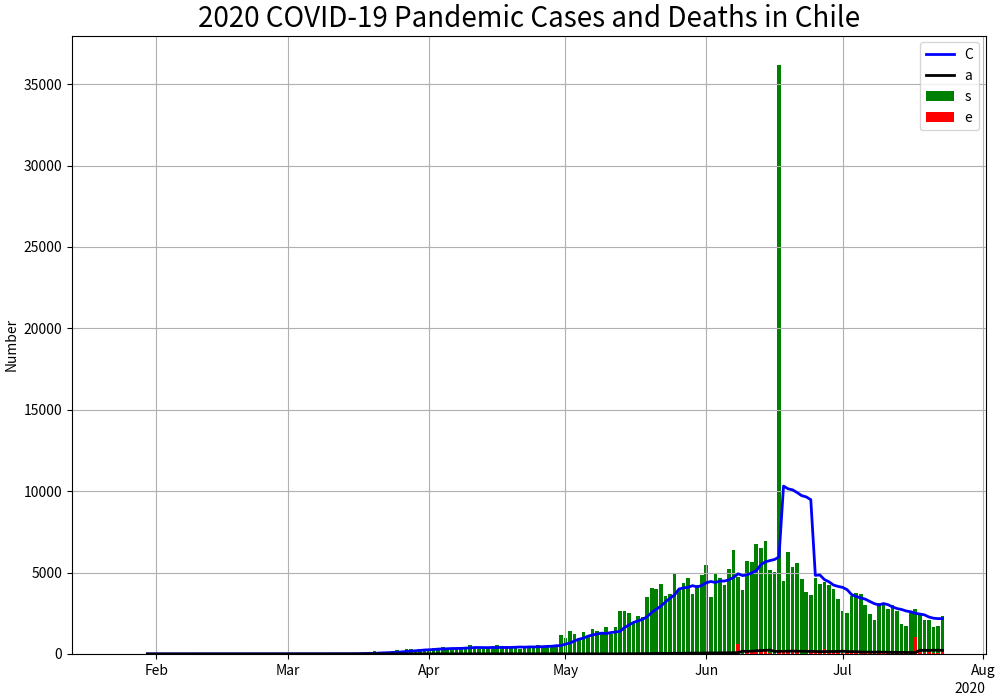 2020 COVID-19 Pandemic Cases and Deaths in Chile
C
a
s
e
35000
30000
25000
20000
15000
10000
5000
0
Number
Feb Mar Apr May Jun Jul Aug
2020